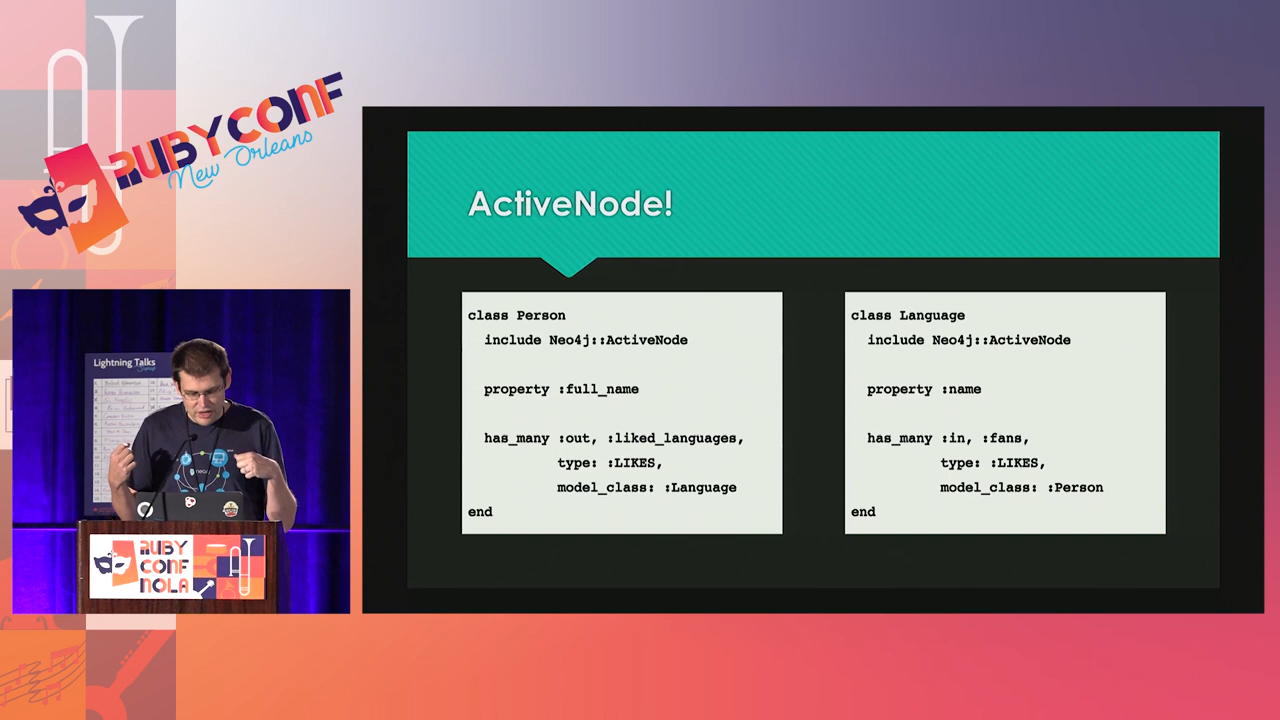 RUBYCONF
New Orleans
ActiveNode!
class Person
include Neo4j::ActiveNode
property :full_name
has_many :out, :liked_languages,
type: :LIKES,
model_class: :Language
end
class Language
include Neo4j::ActiveNode
property :name
has_many :in, :fans,
type: :LIKES,
model_class: :Person
end
Lightning Talks
RUBY
CONF
NOLA